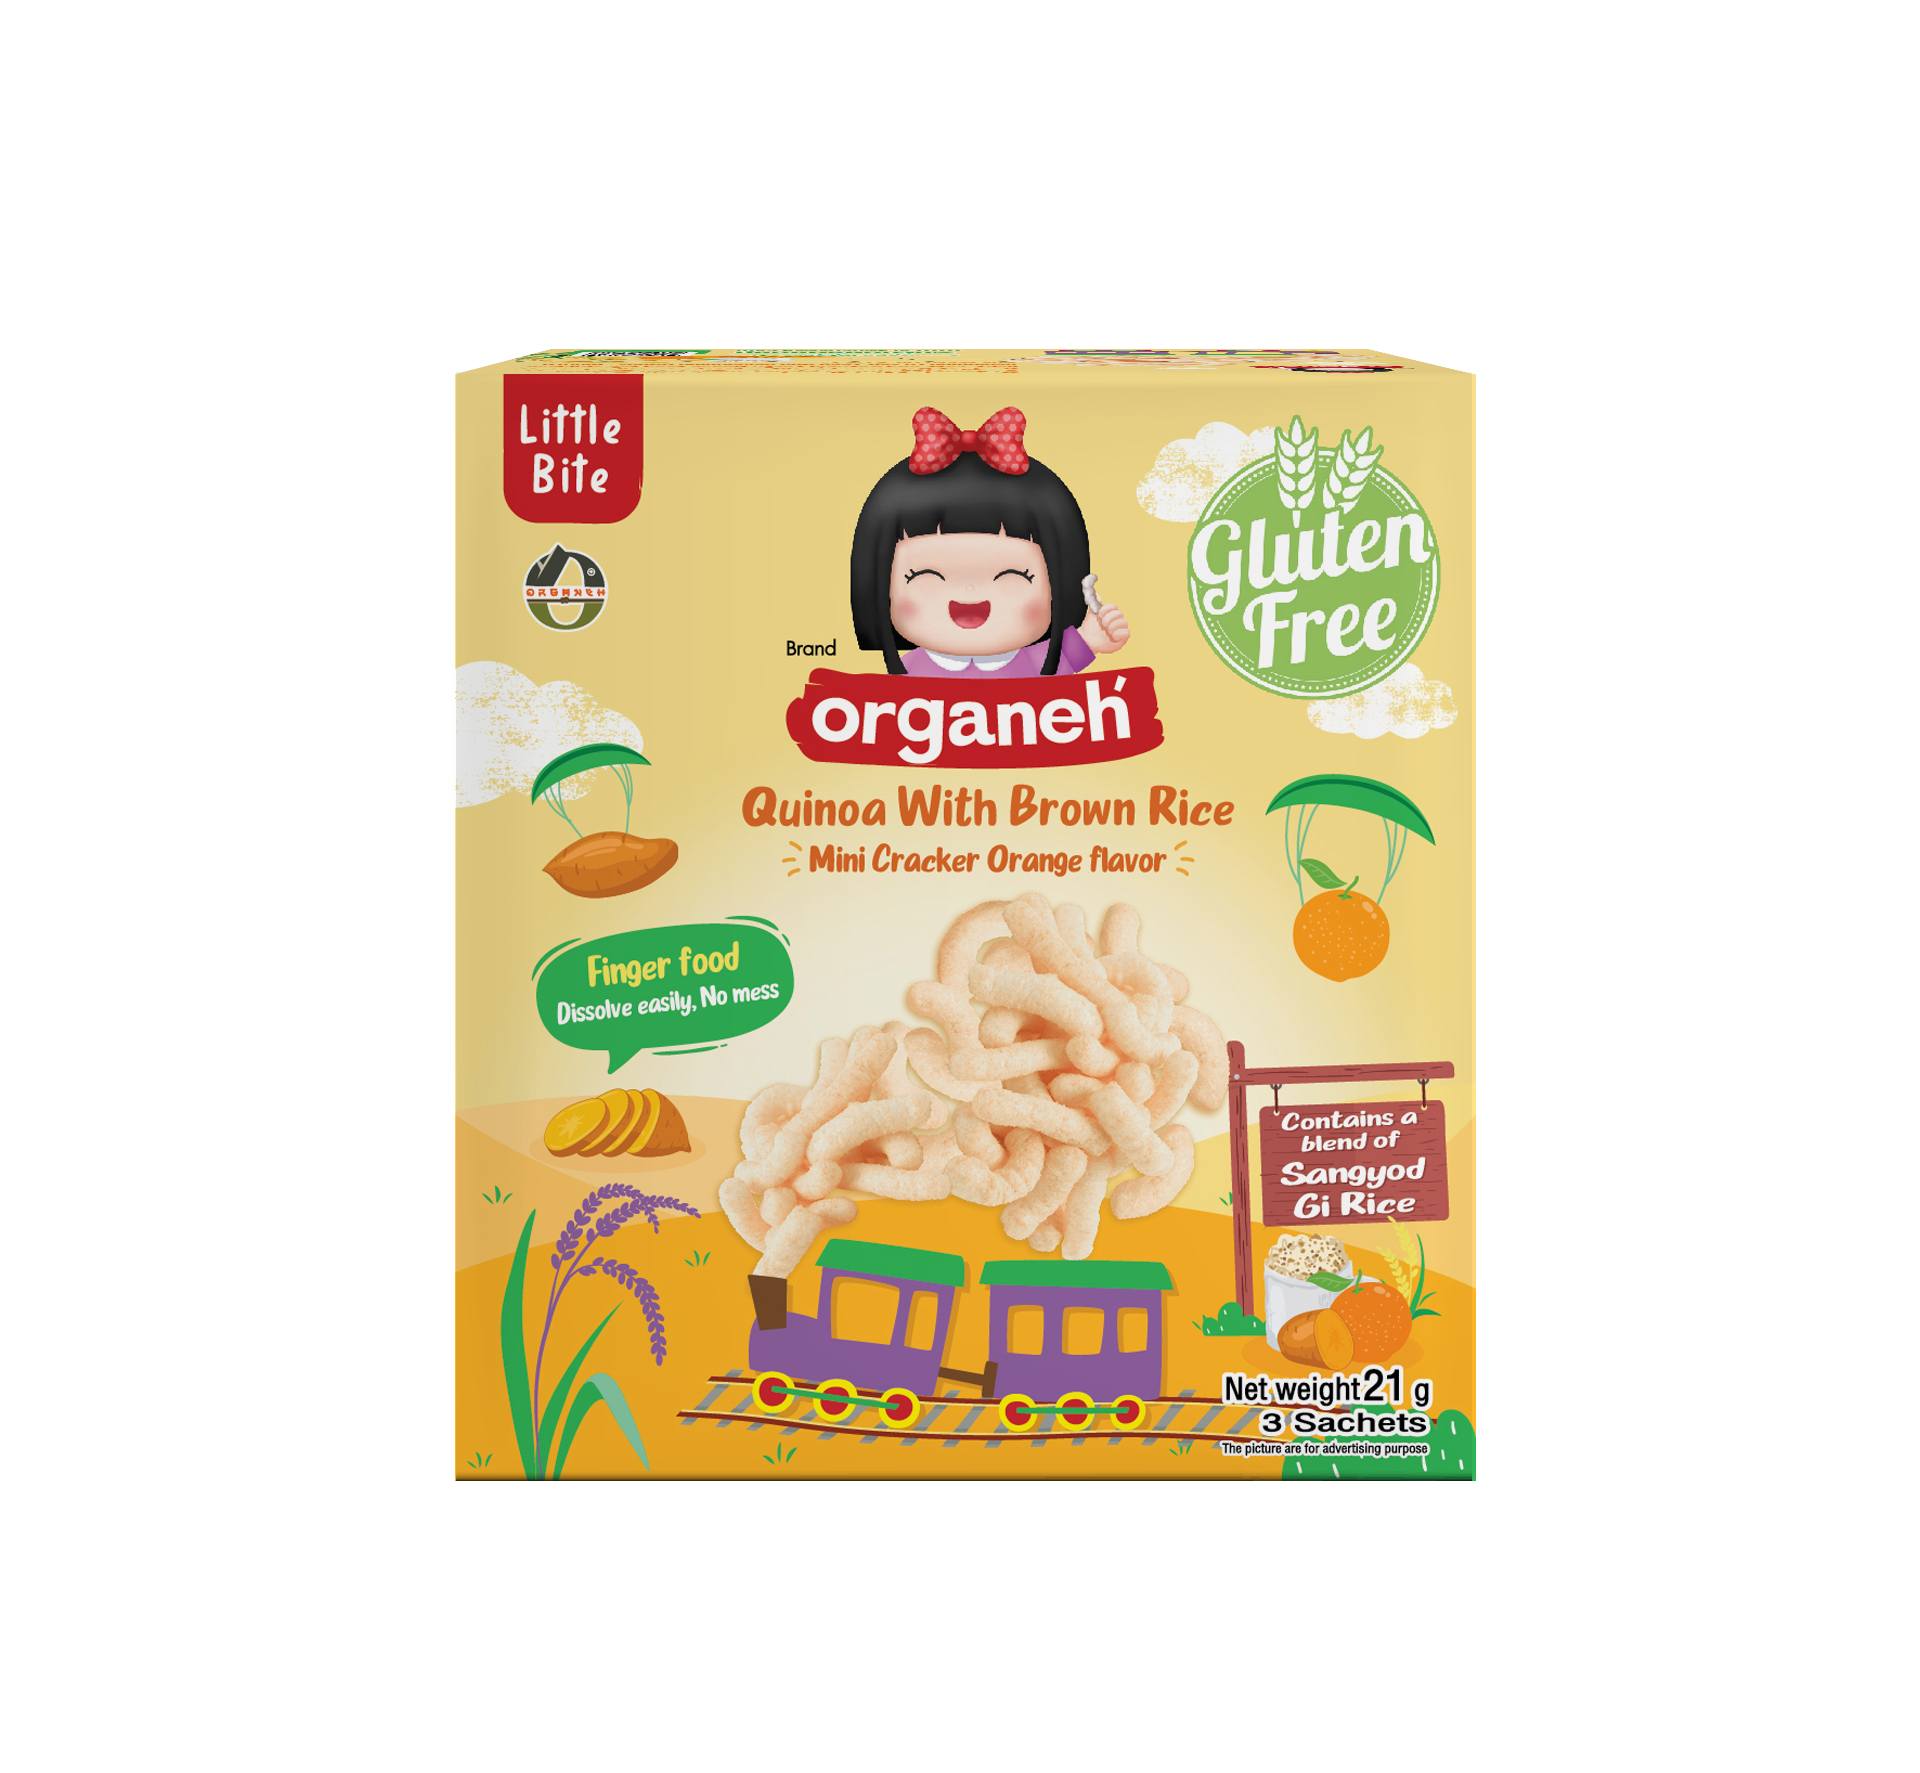 Little
Bite
ORGANEH
®
Gluten
Free
Brand
organeh
Quinoa With Brown Rice
Mini Cracker Orange flavor
Finger food
Dissolve easily, No mess
Contains a
blend of
Sangyod
Gi Rice
Net weight 21 g
3 Sachets
The picture are for advertising purpose